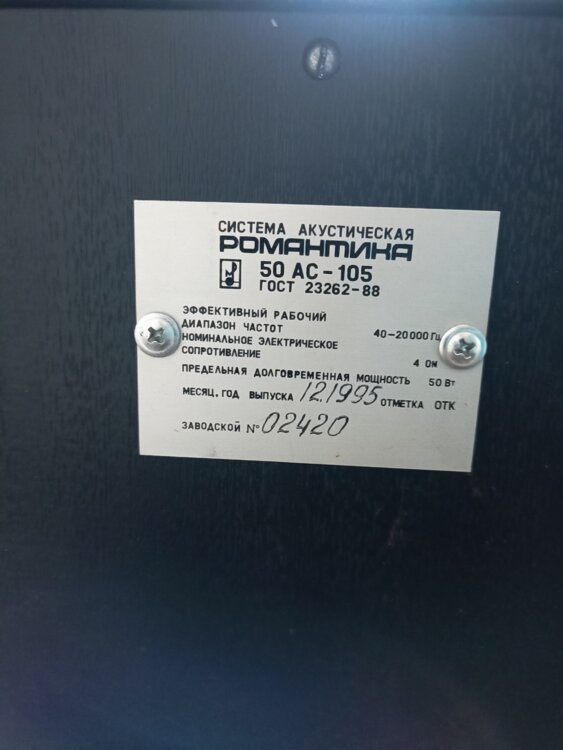 СИСТЕМА АКУСТИЧЕСКАЯ
РОМАНТИКА
50 АС-105
ГОСТ 23262-88
ЭФФЕКТИВНЫЙ РАБОЧИЙ
ДИАПАЗОН ЧАСТОТ 40-20000 Гц
НОМИНАЛЬНОЕ ЭЛЕКТРИЧЕСКОЕ
СОПРОТИВЛЕНИЕ 4 ОМ
ПРЕДЕЛЬНАЯ ДОЛГОВРЕМЕННАЯ МОЩНОСТЬ 50 Вт
МЕСЯЦ, ГОД ВЫПУСКА 12.1995 ОТМЕТКА ОТК
ЗАВОДСКОЙ № 02420